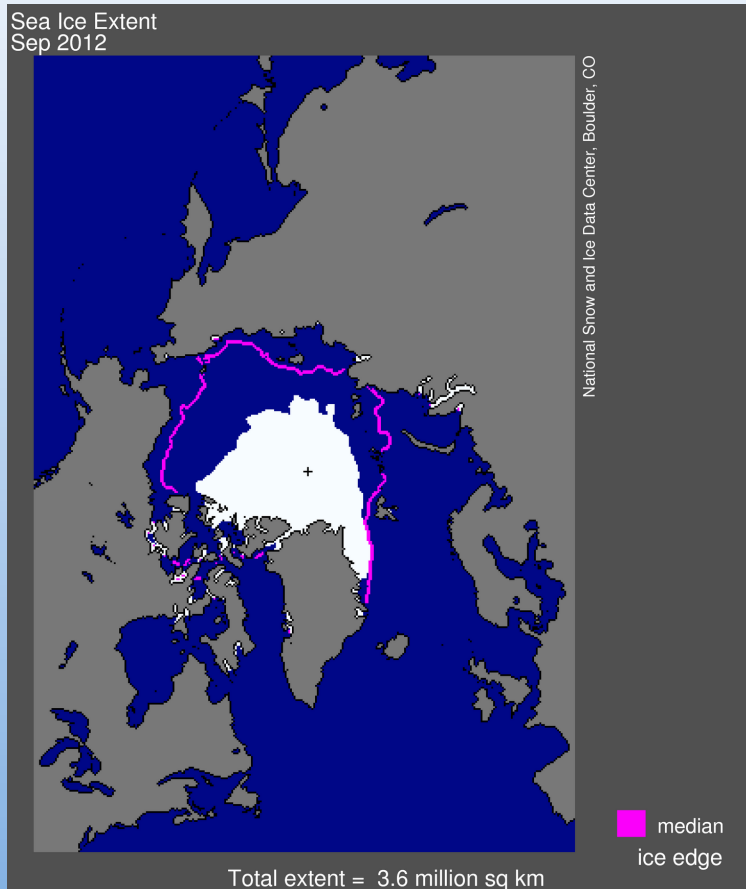 Sea Ice Extent
Sep 2012
National Snow and Ice Data Center, Boulder, CO
median
ice edge
Total extent = 3.6 million sq km